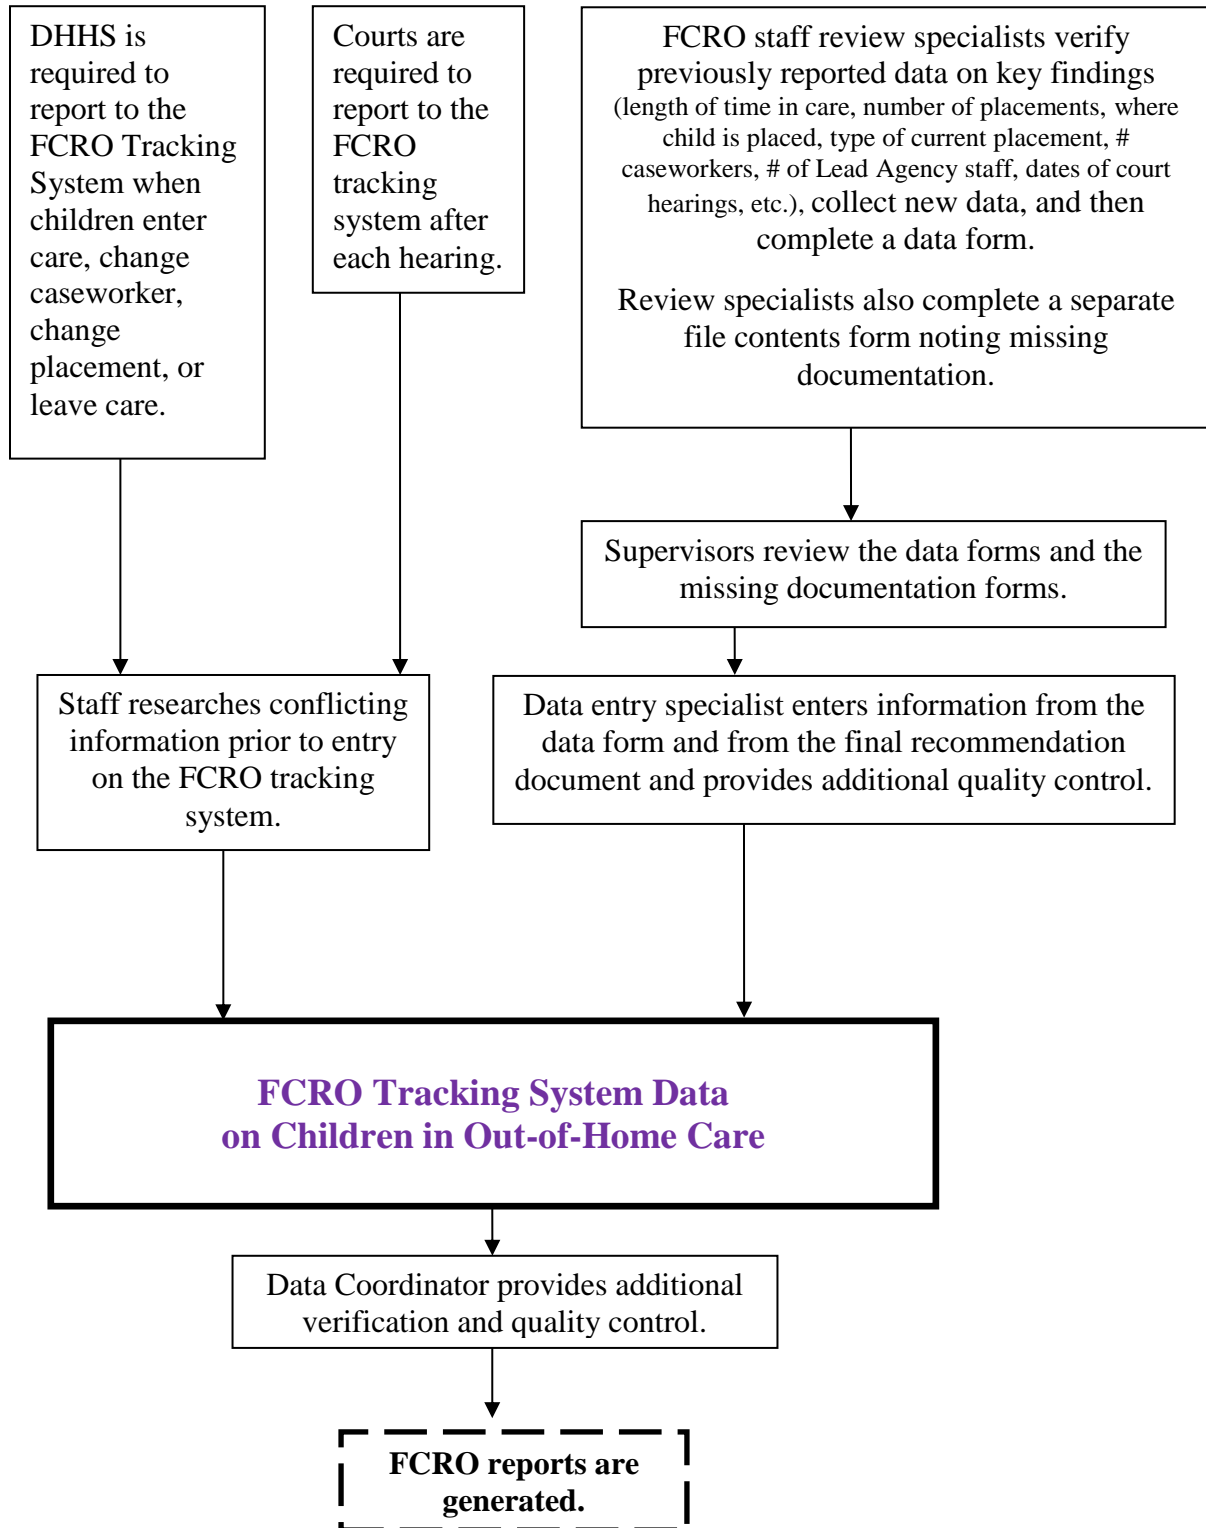 DHHS is
required to
report to the
FCRO Tracking
System when
children enter
care, change
caseworker,
change
placement, or
leave care.
Courts are
required to
report to the
FCRO
tracking
system after
each hearing.
FCRO staff review specialists verify
previously reported data on key findings
(length of time in care, number of placements, where
child is placed, type of current placement, #
caseworkers, # of Lead Agency staff, dates of court
hearings, etc.), collect new data, and then
complete a data form.
Review specialists also complete a separate
file contents form noting missing
documentation.
Supervisors review the data forms and the
missing documentation forms.
Staff researches conflicting
information prior to entry
on the FCRO tracking
system.
Data entry specialist enters information from the
data form and from the final recommendation
document and provides additional quality control.
FCRO Tracking System Data
on Children in Out-of-Home Care
Data Coordinator provides additional
verification and quality control.
FCRO reports are
generated.